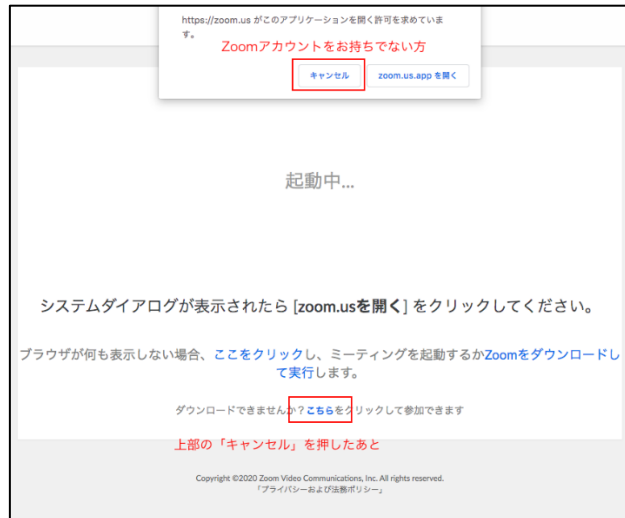 https://zoom.us がこのアプリケーションを開く許可を求めていま
す。
Zoomアカウントをお持ちでない方
キャンセル
zoom.us.app を開く
起動中...
システムダイアログが表示されたら [zoom.usを開く] をクリックしてください。
ブラウザが何も表示しない場合、ここをクリックし、ミーティングを起動するかZoomをダウンロードし
て実行します。
ダウンロードできませんか？こちらをクリックして参加できます
上部の「キャンセル」を押したあと
Copyright ©2020 Zoom Video Communications, Inc. All rights reserved.
「プライバシーおよび法務ポリシー」